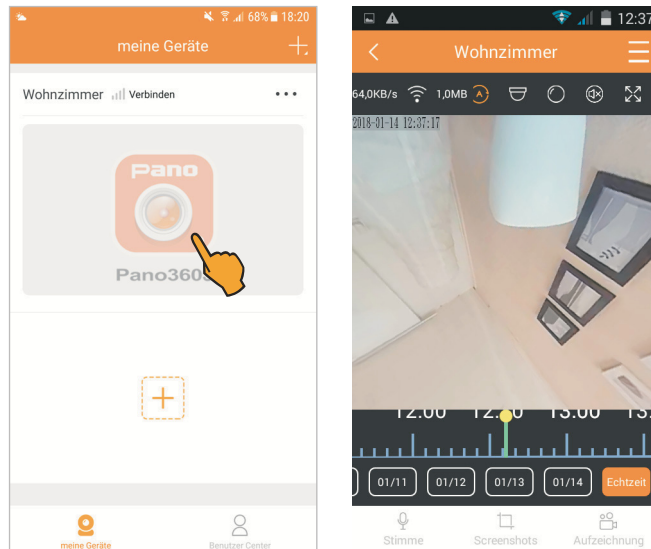 68% 18:20
meine Geräte
Wohnzimmer Verbinden
Pano
Pano360
meine Geräte Benutzer Center
12:37
Wohnzimmer
64,0KB/s 1,0MB A
2018-01-14 12:37:17
12:00 13:00
01/11 01/12 01/13 01/14 Echtzeit
Stimme Screenshots Aufzeichnung